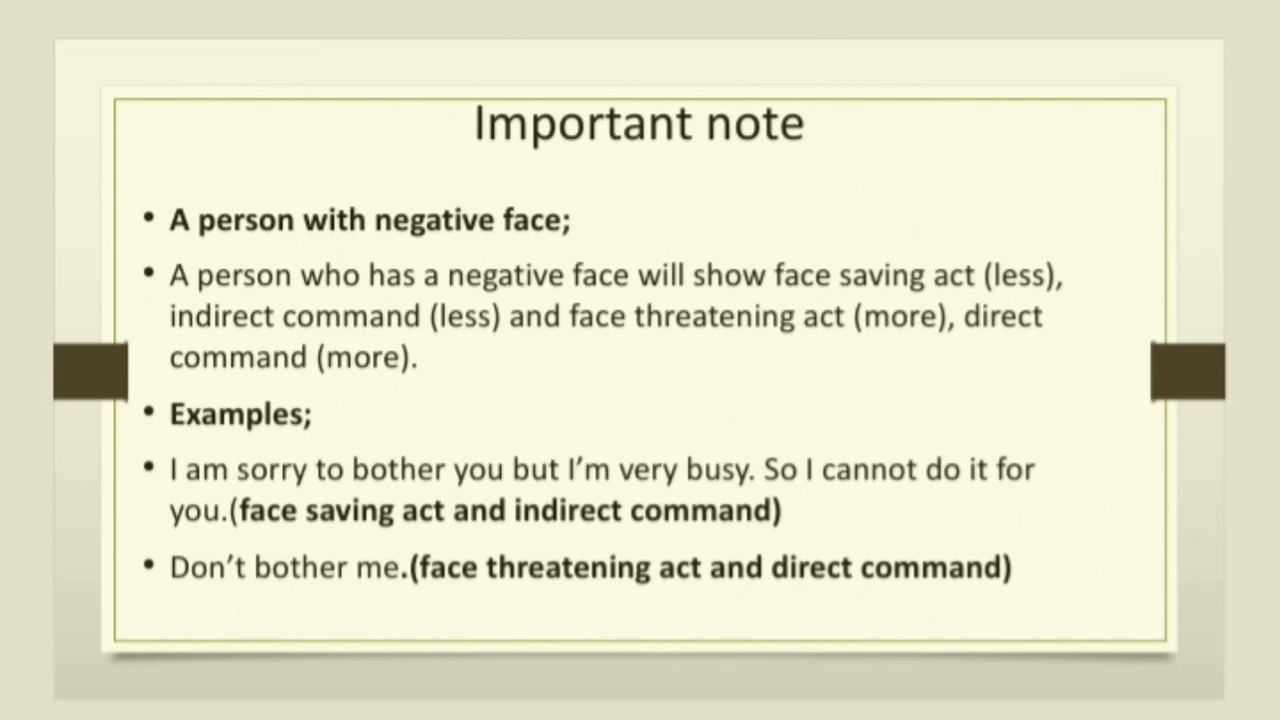 Important note
• A person with negative face;
• A person who has a negative face will show face saving act (less),
indirect command (less) and face threatening act (more), direct
command (more).
• Examples;
• I am sorry to bother you but I’m very busy. So I cannot do it for
you.(face saving act and indirect command)
• Don’t bother me.(face threatening act and direct command)